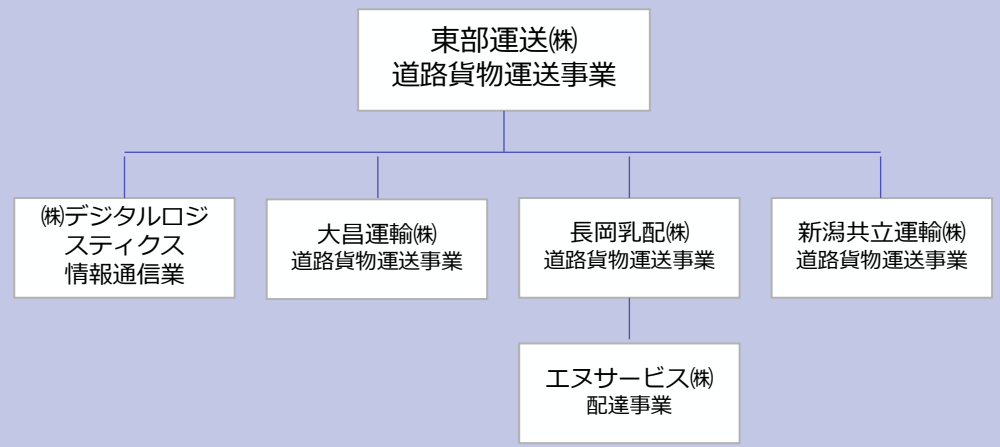 東部運送㈱
道路貨物運送事業
㈱デジタルロジ
スティクス
情報通信業
大昌運輸㈱
道路貨物運送事業
長岡乳配㈱
道路貨物運送事業
新潟共立運輸㈱
道路貨物運送事業
エヌサービス㈱
配達事業